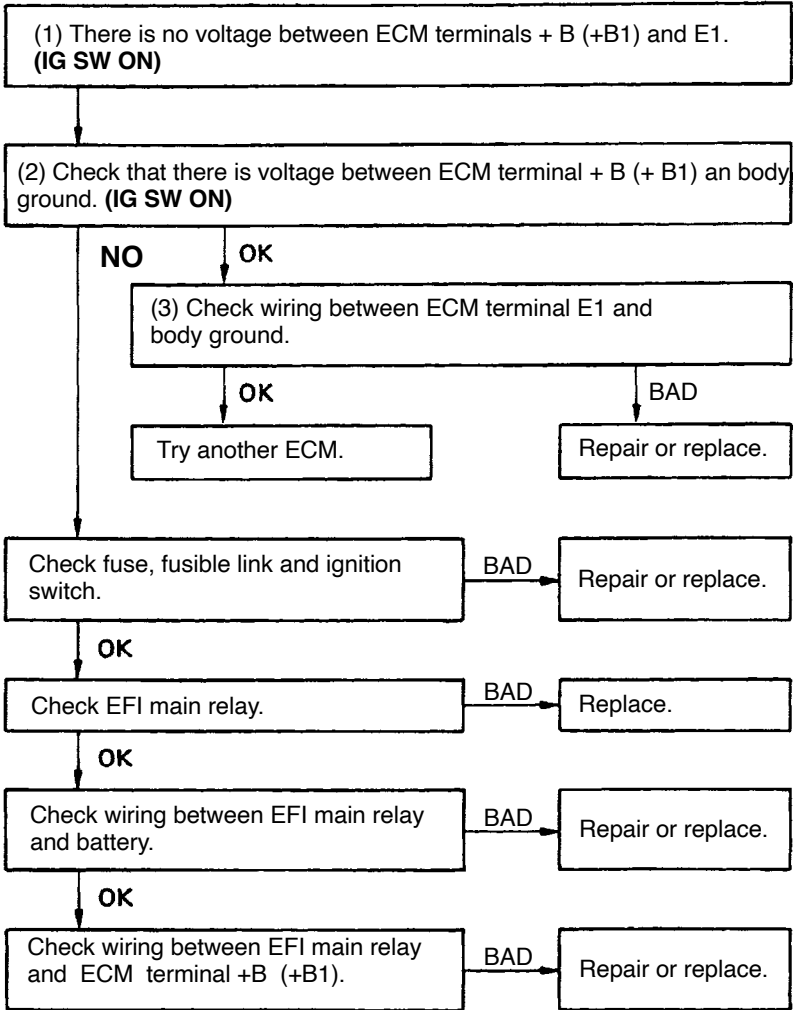 (1) There is no voltage between ECM terminals + B (+B1) and E1.
(IG SW ON)
(2) Check that there is voltage between ECM terminal + B (+ B1) an body
ground. (IG SW ON)
NO
OK
(3) Check wiring between ECM terminal E1 and
body ground.
OK
BAD
Try another ECM.
Repair or replace.
Check fuse, fusible link and ignition
switch.
BAD
Repair or replace.
OK
Check EFI main relay.
BAD
Replace.
OK
Check wiring between EFI main relay
and battery.
BAD
Repair or replace.
OK
Check wiring between EFI main relay
and ECM terminal +B (+B1).
BAD
Repair or replace.